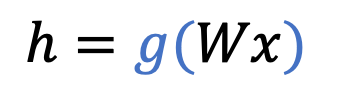 h = g(Wx)